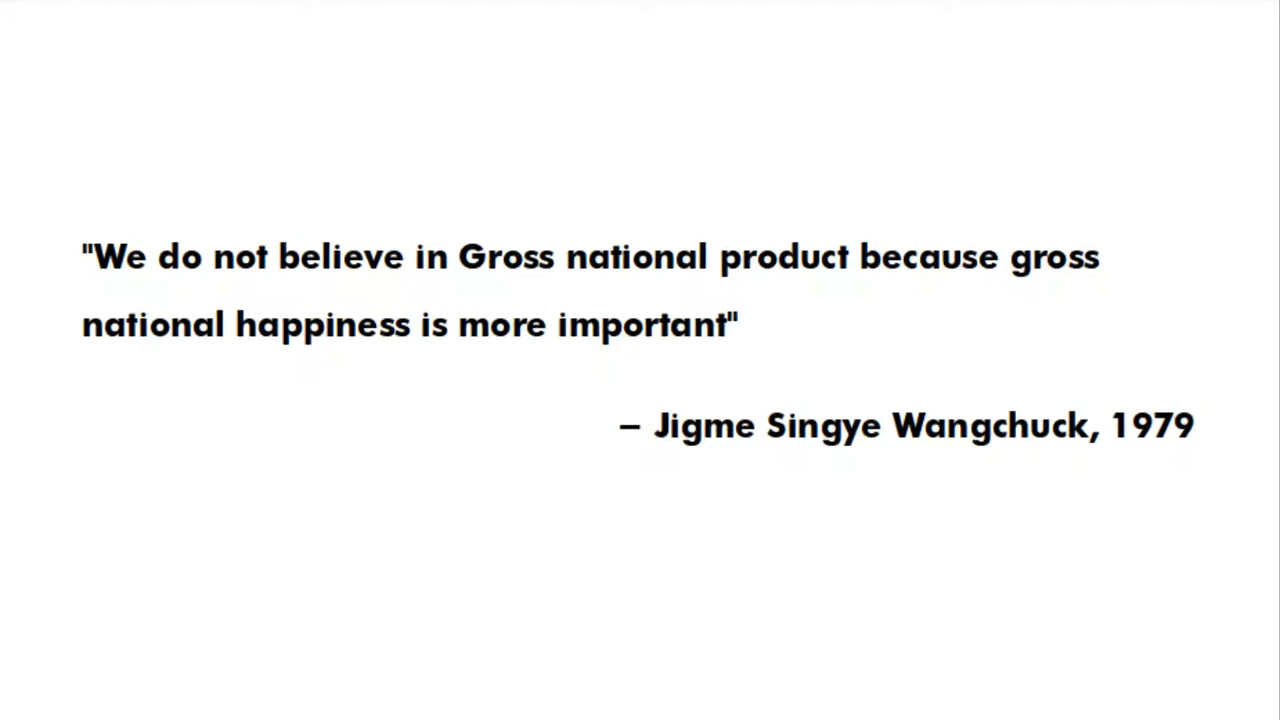 "We do not believe in Gross national product because gross
national happiness is more important"
– Jigme Singye Wangchuck, 1979